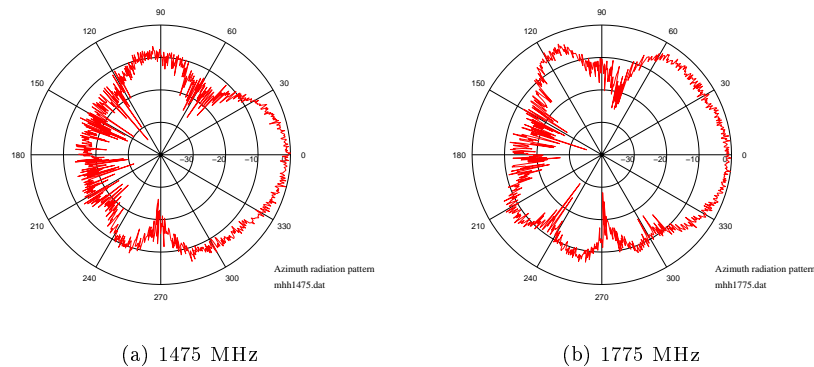 90
120 60
150 30
180 −30 −20 −10 0 0
210 330
240 300
270
Azimuth radiation pattern
mhh1475.dat
(a) 1475 MHz
90
120 60
150 30
180 −30 −20 −10 0 0
210 330
240 300
270
Azimuth radiation pattern
mhh1775.dat
(b) 1775 MHz